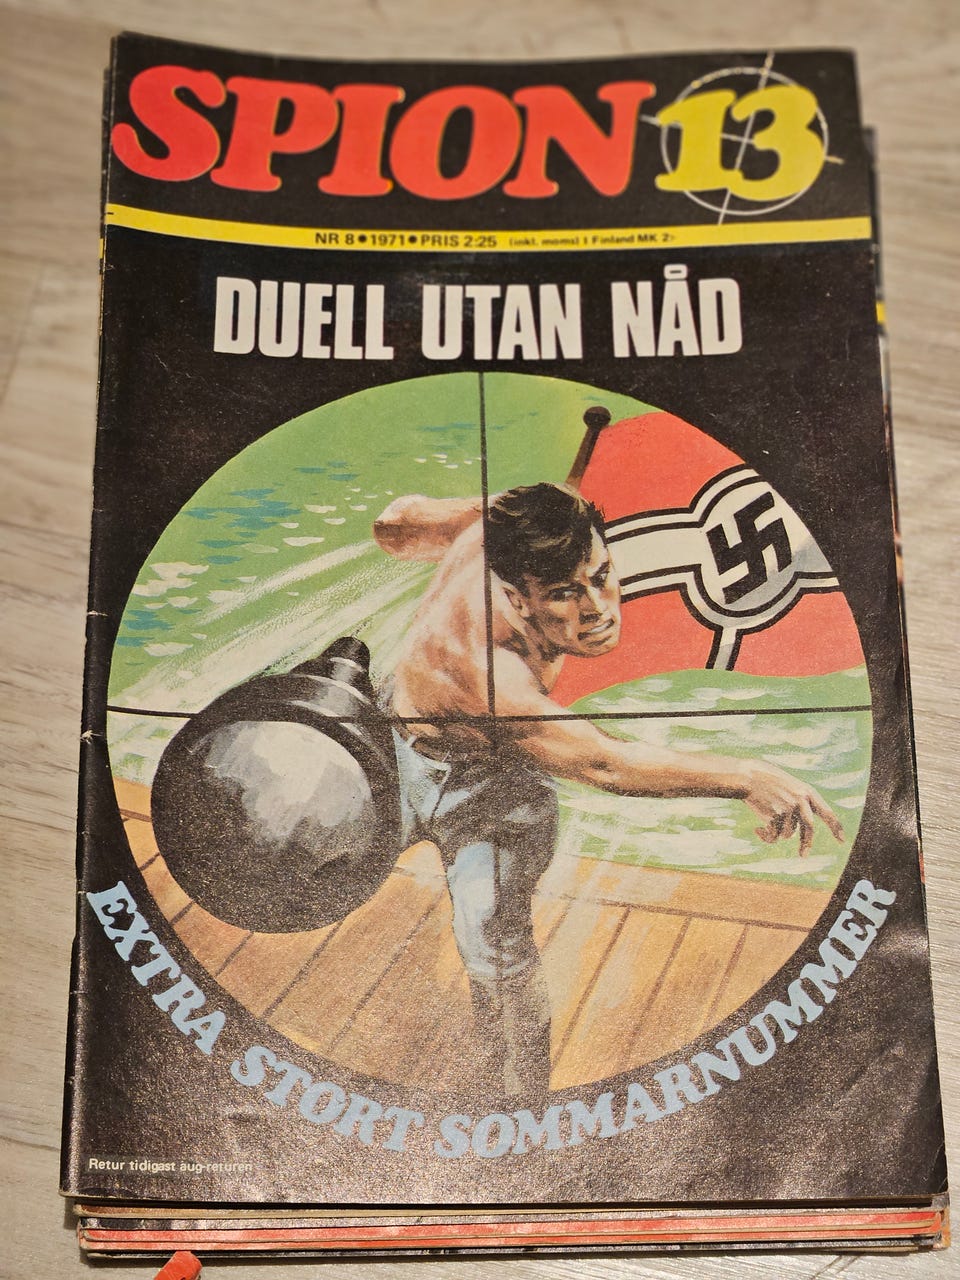 SPION 13
NR 8 • 1971 • PRIS 2:25 (inkl. moms) I Finland MK 2:-
DUELL UTAN NÅD
EXTRA STORT SOMMARNUMMER
Retur tidigast aug-returen